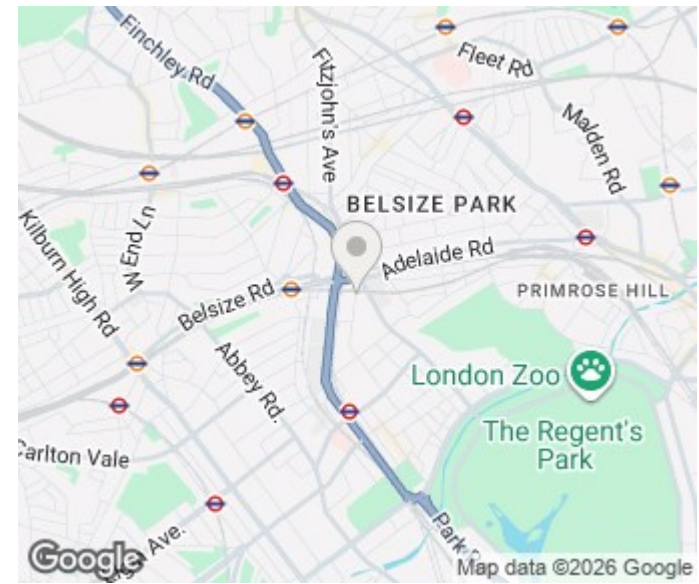 Finchley Rd
Fitzjohn's Ave
Fleet Rd
Malden Rd
BELSIZE PARK
W End Ln
Kilburn High Rd
Adelaide Rd
Belsize Rd
PRIMROSE HILL
Abbey Rd.
London Zoo
The Regent's
Park
Carlton Vale
Park
Ave.
Google
Map data ©2026 Google